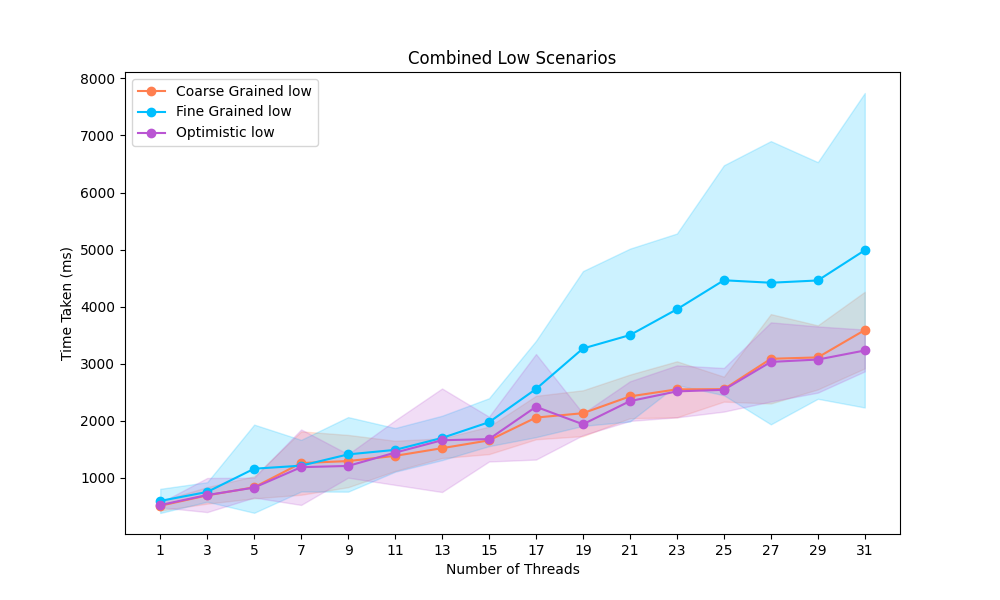 Combined Low Scenarios
Coarse Grained low
Fine Grained low
Optimistic low
Time Taken (ms)
8000
7000
6000
5000
4000
3000
2000
1000
1 3 5 7 9 11 13 15 17 19 21 23 25 27 29 31
Number of Threads